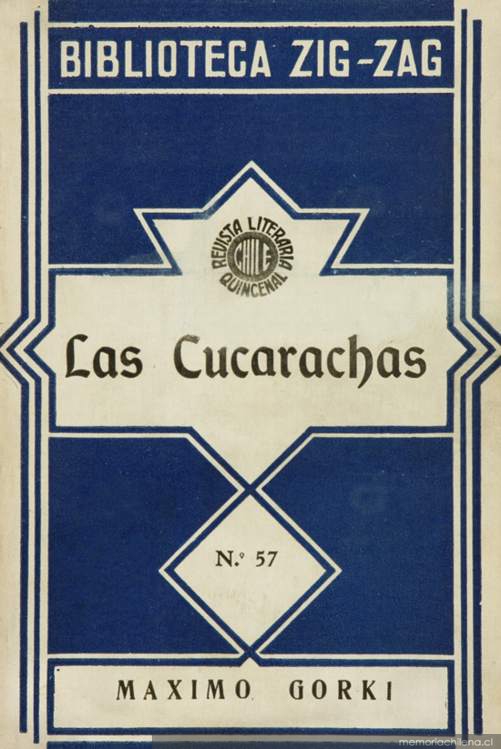 BIBLIOTECA ZIG-ZAG
REVISTA LITERARIA
CHILE
QUINCENAL
Las Cucarachas
N.º 57
MAXIMO GORKI
memoriachilena.cl